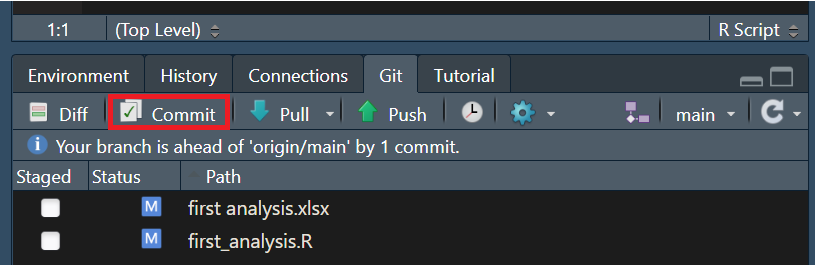 1:1 (Top Level) R Script
Environment History Connections Git Tutorial
Diff Commit Pull Push main
Your branch is ahead of 'origin/main' by 1 commit.
Staged Status Path
M first analysis.xlsx
M first_analysis.R